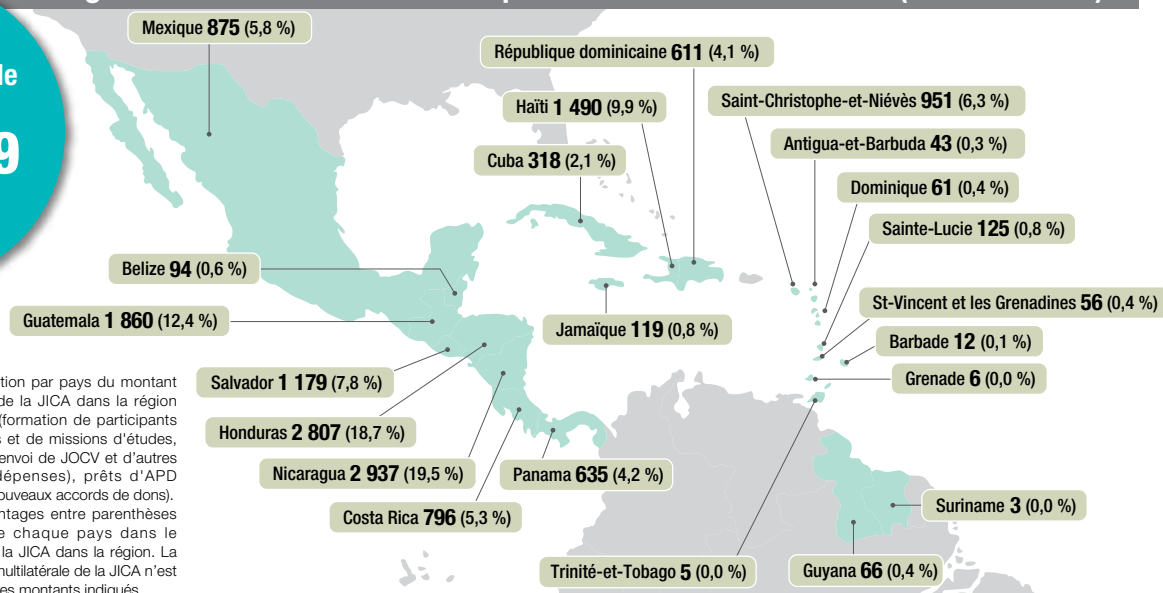 Mexique 875 (5,8 %)
République dominicaine 611 (4,1 %)
Haïti 1 490 (9,9 %)
Saint-Christophe-et-Niévès 951 (6,3 %)
Cuba 318 (2,1 %)
Antigua-et-Barbuda 43 (0,3 %)
Dominique 61 (0,4 %)
Sainte-Lucie 125 (0,8 %)
Belize 94 (0,6 %)
St-Vincent et les Grenadines 56 (0,4 %)
Guatemala 1 860 (12,4 %)
Jamaïque 119 (0,8 %)
Barbade 12 (0,1 %)
Salvador 1 179 (7,8 %)
Grenade 6 (0,0 %)
Honduras 2 807 (18,7 %)
Nicaragua 2 937 (19,5 %)
Panama 635 (4,2 %)
Costa Rica 796 (5,3 %)
Suriname 3 (0,0 %)
Trinité-et-Tobago 5 (0,0 %)
Guyana 66 (0,4 %)
9
tion par pays du montant
de la JICA dans la région
(formation de participants
s et de missions d'études,
envoi de JOCV et d'autres
dépenses), prêts d'APD
ouveaux accords de dons).
ntages entre parenthèses
e chaque pays dans le
la JICA dans la région. La
multilatérale de la JICA n'est
es montants indiqués.